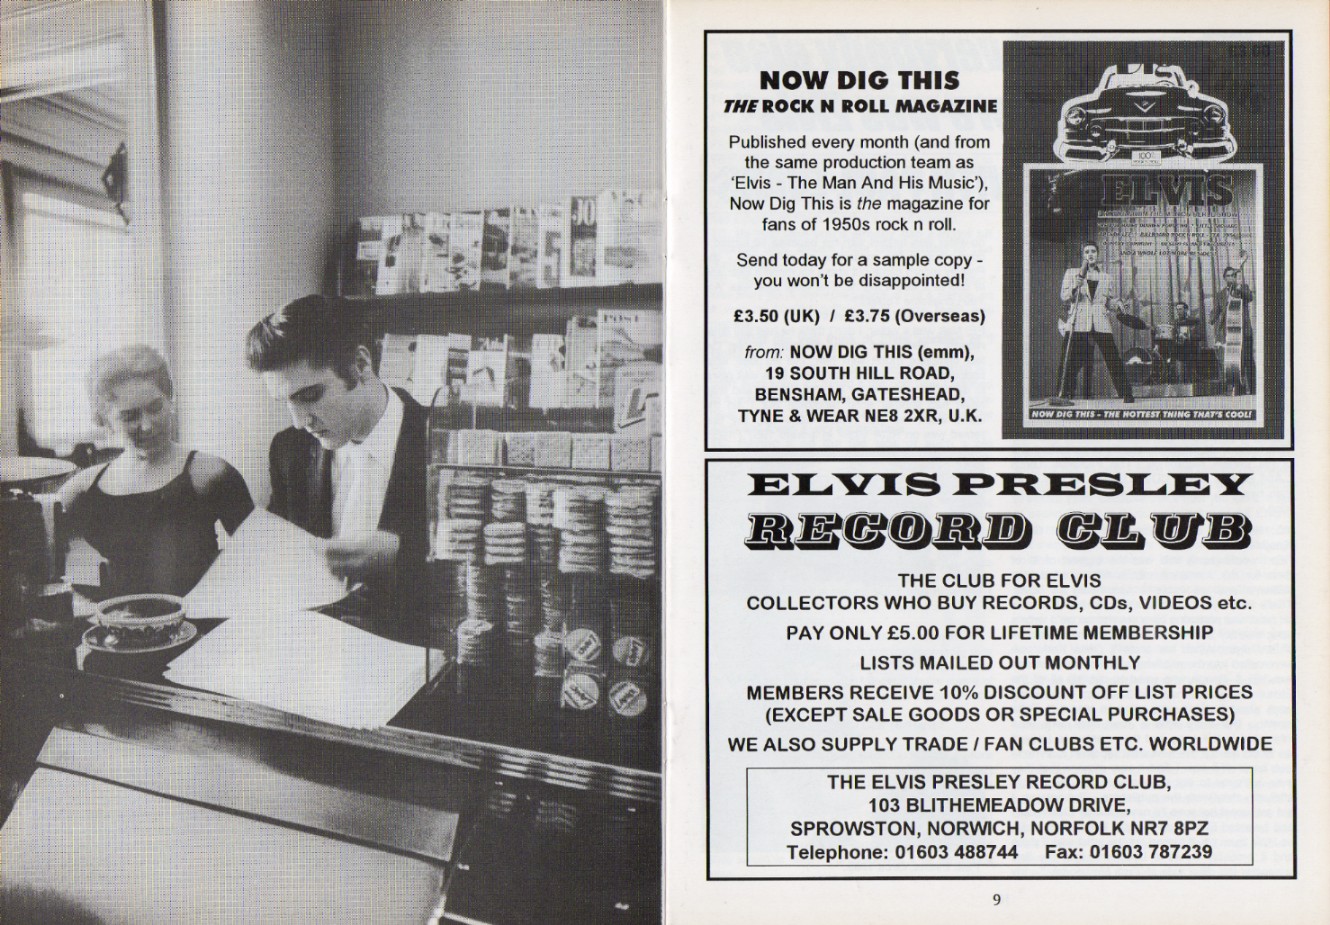 NOW DIG THIS
THE ROCK N ROLL MAGAZINE
Published every month (and from
the same production team as
‘Elvis - The Man And His Music’),
Now Dig This is the magazine for
fans of 1950s rock n roll.
Send today for a sample copy -
you won’t be disappointed!
£3.50 (UK) / £3.75 (Overseas)
from: NOW DIG THIS (emm),
19 SOUTH HILL ROAD,
BENSHAM, GATESHEAD,
TYNE & WEAR NE8 2XR, U.K.
ELVIS
NOW DIG THIS - THE HOTTEST THING THAT'S COOL!
ELVIS PRESLEY
RECORD CLUB
THE CLUB FOR ELVIS
COLLECTORS WHO BUY RECORDS, CDs, VIDEOS etc.
PAY ONLY £5.00 FOR LIFETIME MEMBERSHIP
LISTS MAILED OUT MONTHLY
MEMBERS RECEIVE 10% DISCOUNT OFF LIST PRICES
(EXCEPT SALE GOODS OR SPECIAL PURCHASES)
WE ALSO SUPPLY TRADE / FAN CLUBS ETC. WORLDWIDE
THE ELVIS PRESLEY RECORD CLUB,
103 BLITHEMEADOW DRIVE,
SPROWSTON, NORWICH, NORFOLK NR7 8PZ
Telephone: 01603 488744 Fax: 01603 787239
9